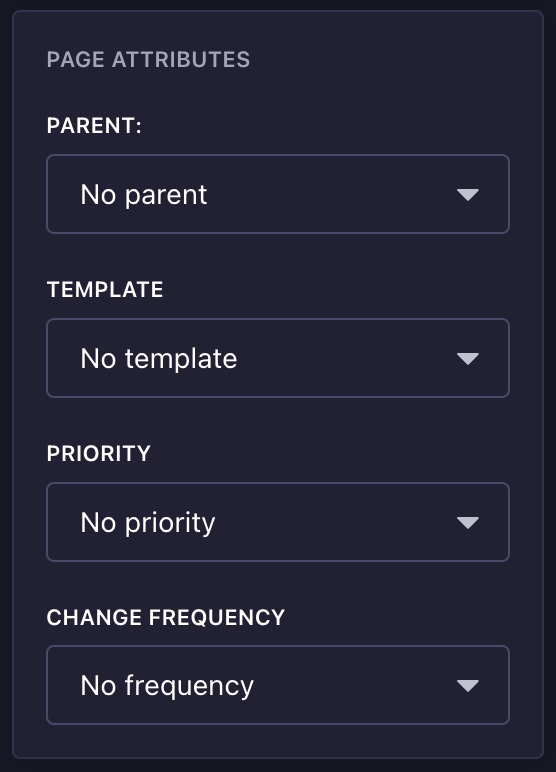 PAGE ATTRIBUTES
PARENT:
No parent
TEMPLATE
No template
PRIORITY
No priority
CHANGE FREQUENCY
No frequency